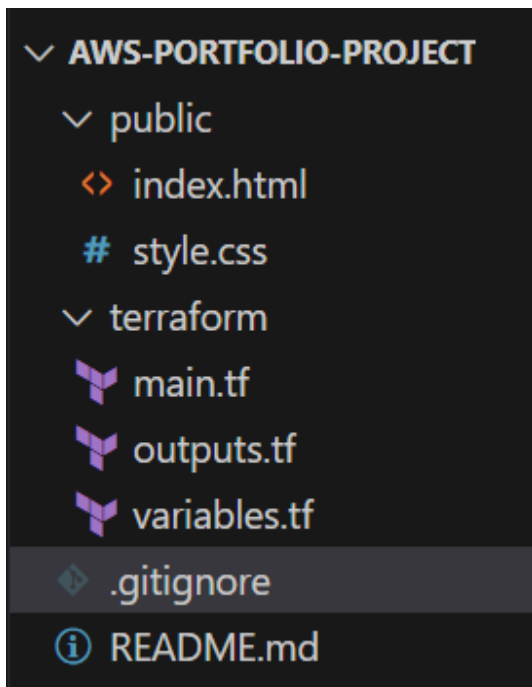 AWS-PORTFOLIO-PROJECT
public
<> index.html
# style.css
terraform
main.tf
outputs.tf
variables.tf
.gitignore
README.md